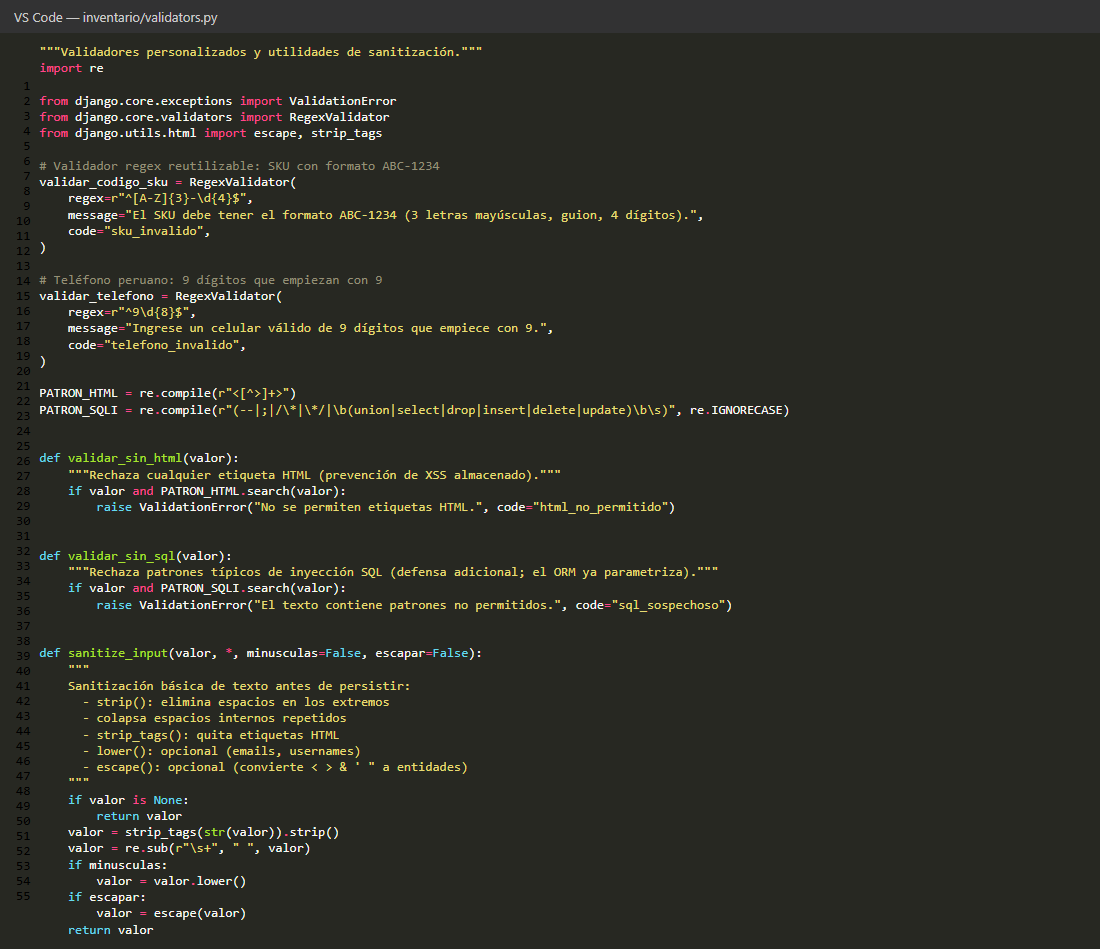 VS Code — inventario/validators.py
"""Validadores personalizados y utilidades de sanitización."""
import re
1
2 from django.core.exceptions import ValidationError
3 from django.core.validators import RegexValidator
4 from django.utils.html import escape, strip_tags
5
6 # Validador regex reutilizable: SKU con formato ABC-1234
7 validar_codigo_sku = RegexValidator(
8     regex=r"^[A-Z]{3}-\d{4}$",
9     message="El SKU debe tener el formato ABC-1234 (3 letras mayúsculas, guion, 4 dígitos).",
10     code="sku_invalido",
11
12 )
13
14 # Teléfono peruano: 9 dígitos que empiezan con 9
15 validar_telefono = RegexValidator(
16     regex=r"^9\d{8}$",
17     message="Ingrese un celular válido de 9 dígitos que empiece con 9.",
18     code="telefono_invalido",
19 )
20
21 PATRON_HTML = re.compile(r"<[^>]+>")
22 PATRON_SQLI = re.compile(r"(--|;|/\*|\*/|\b(union|select|drop|insert|delete|update)\b\s)", re.IGNORECASE)
23
24
25
26 def validar_sin_html(valor):
27     """Rechaza cualquier etiqueta HTML (prevención de XSS almacenado)."""
28     if valor and PATRON_HTML.search(valor):
29         raise ValidationError("No se permiten etiquetas HTML.", code="html_no_permitido")
30
31
32 def validar_sin_sql(valor):
33     """Rechaza patrones típicos de inyección SQL (defensa adicional; el ORM ya parametriza)."""
34     if valor and PATRON_SQLI.search(valor):
35
36         raise ValidationError("El texto contiene patrones no permitidos.", code="sql_sospechoso")
37
38
39 def sanitize_input(valor, *, minusculas=False, escapar=False):
40     """
41     Sanitización básica de texto antes de persistir:
42       - strip(): elimina espacios en los extremos
43       - colapsa espacios internos repetidos
44       - strip_tags(): quita etiquetas HTML
45       - lower(): opcional (emails, usernames)
46       - escape(): opcional (convierte < > & ' " a entidades)
47     """
48
49     if valor is None:
50         return valor
51     valor = strip_tags(str(valor)).strip()
52     valor = re.sub(r"\s+", " ", valor)
53     if minusculas:
54         valor = valor.lower()
55     if escapar:
        valor = escape(valor)
    return valor